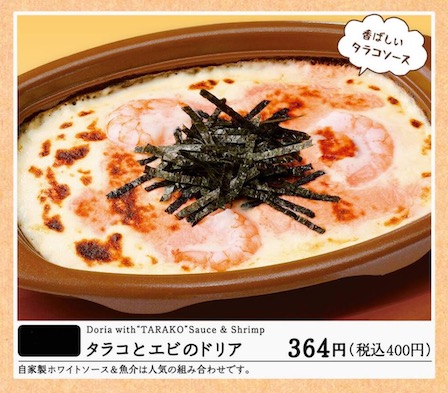 香ばしい
タラコソース
Doria with"TARAKO"Sauce & Shrimp
タラコとエビのドリア 364円(税込400円)
自家製ホワイトソース＆魚介は人気の組み合わせです。